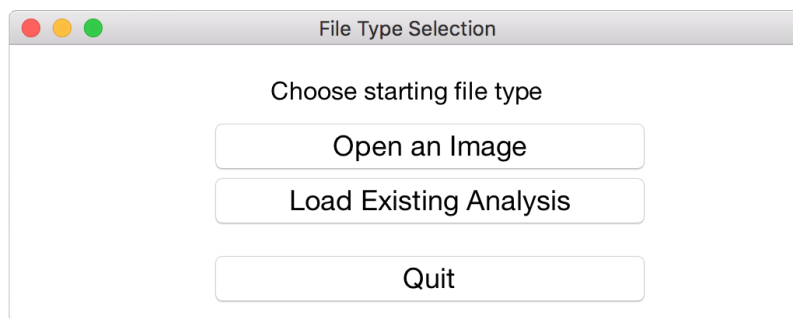 File Type Selection
Choose starting file type
Open an Image
Load Existing Analysis
Quit